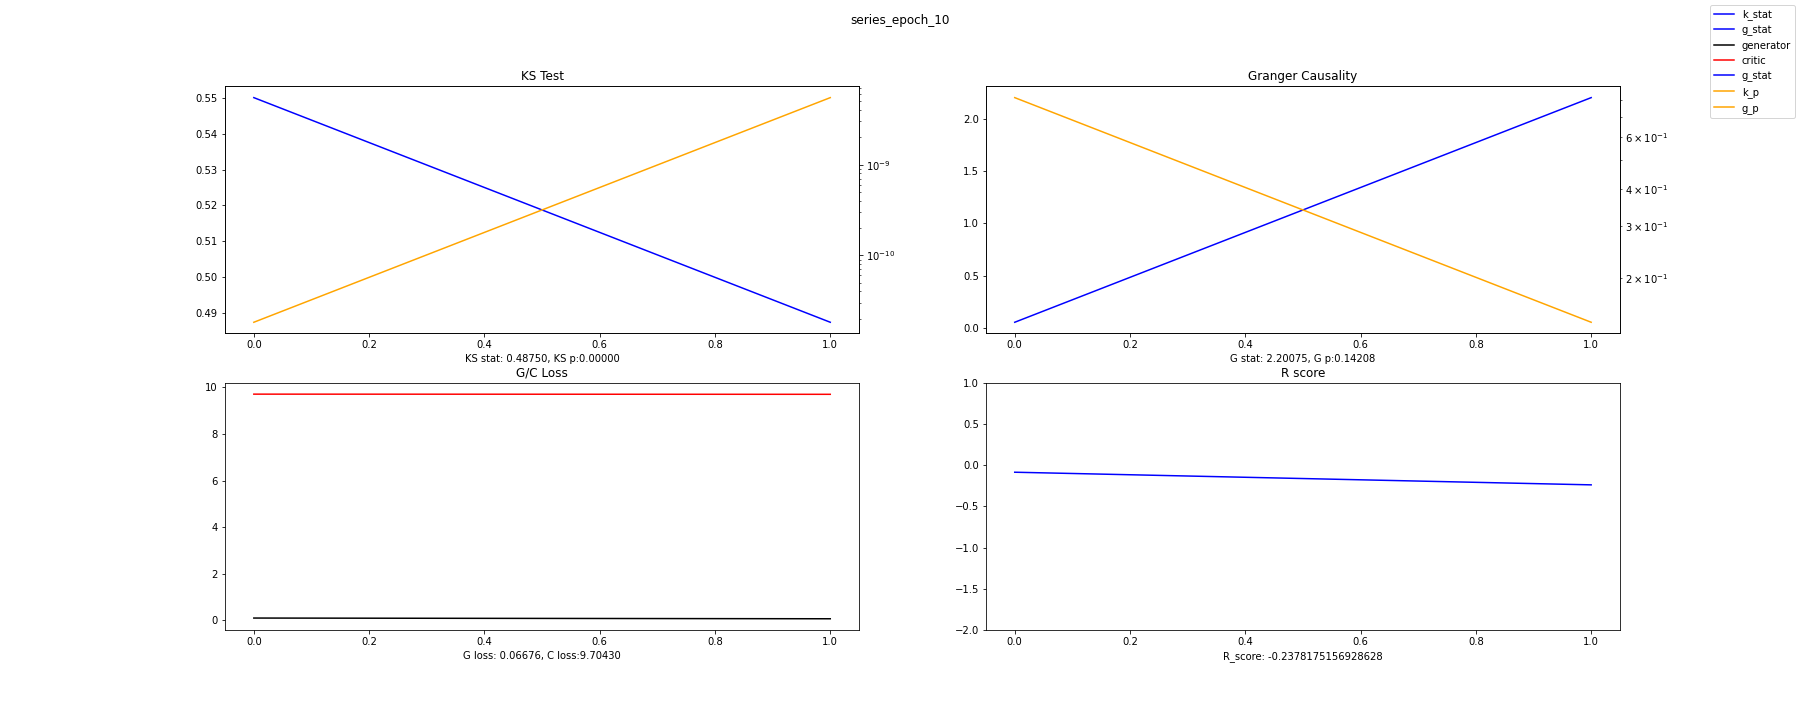 series_epoch_10
k_stat
g_stat
generator
critic
g_stat
k_p
g_p
KS Test
0.55
0.54
0.53
0.52
0.51
0.50
0.49
10⁻⁹
10⁻¹⁰
0.0 0.2 0.4 0.6 0.8 1.0
KS stat: 0.48750, KS p:0.00000
Granger Causality
2.0
1.5
1.0
0.5
0.0
6 × 10⁻¹
4 × 10⁻¹
3 × 10⁻¹
2 × 10⁻¹
0.0 0.2 0.4 0.6 0.8 1.0
G stat: 2.20075, G p:0.14208
G/C Loss
10
8
6
4
2
0
0.0 0.2 0.4 0.6 0.8 1.0
G loss: 0.06676, C loss:9.70430
R score
1.0
0.5
0.0
−0.5
−1.0
−1.5
−2.0
0.0 0.2 0.4 0.6 0.8 1.0
R_score: -0.2378175156928628